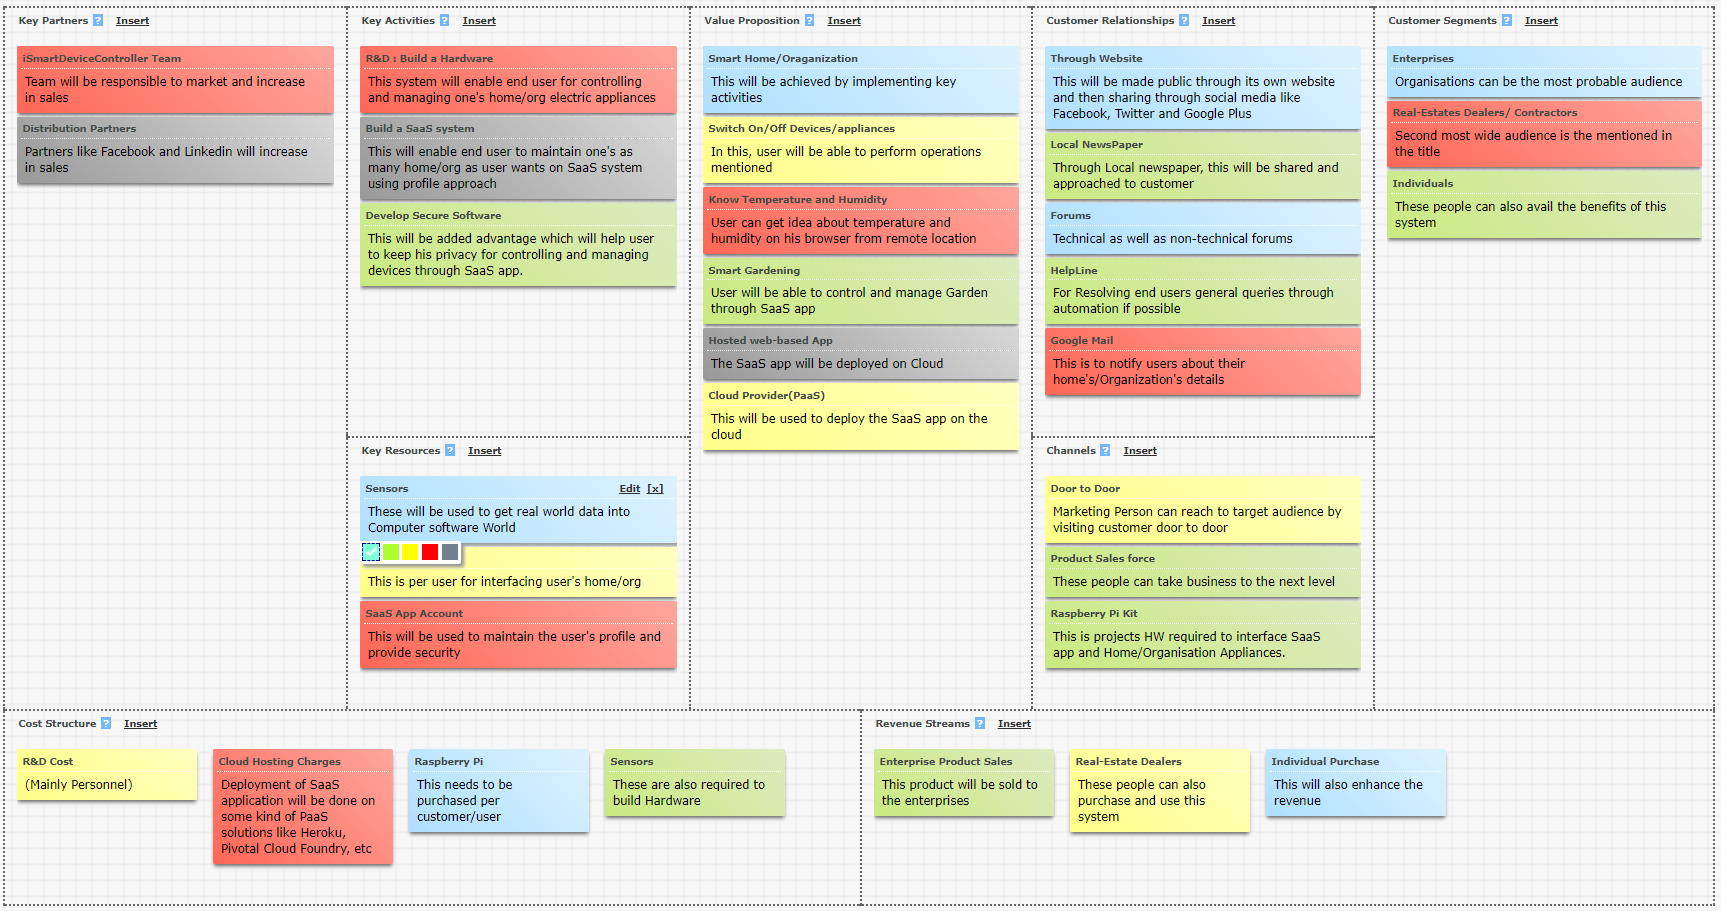 Key Partners ? Insert
iSmartDeviceController Team
Team will be responsible to market and increase
in sales
Distribution Partners
Partners like Facebook and Linkedin will increase
in sales
Key Activities ? Insert
R&D : Build a Hardware
This system will enable end user for controlling
and managing one's home/org electric appliances
Build a SaaS system
This will enable end user to maintain one's as
many home/org as user wants on SaaS system
using profile approach
Develop Secure Software
This will be added advantage which will help user
to keep his privacy for controlling and managing
devices through SaaS app.
Key Resources ? Insert
Sensors Edit [x]
These will be used to get real world data into
Computer software World
This is per user for interfacing user's home/org
SaaS App Account
This will be used to maintain the user's profile and
provide security
Value Proposition ? Insert
Smart Home/Oraganization
This will be achieved by implementing key
activities
Switch On/Off Devices/appliances
In this, user will be able to perform operations
mentioned
Know Temperature and Humidity
User can get idea about temperature and
humidity on his browser from remote location
Smart Gardening
User will be able to control and manage Garden
through SaaS app
Hosted web-based App
The SaaS app will be deployed on Cloud
Cloud Provider(PaaS)
This will be used to deploy the SaaS app on the
cloud
Customer Relationships ? Insert
Through Website
This will be made public through its own website
and then sharing through social media like
Facebook, Twitter and Google Plus
Local NewsPaper
Through Local newspaper, this will be shared and
approached to customer
Forums
Technical as well as non-technical forums
HelpLine
For Resolving end users general queries through
automation if possible
Google Mail
This is to notify users about their
home's/Organization's details
Channels ? Insert
Door to Door
Marketing Person can reach to target audience by
visiting customer door to door
Product Sales force
These people can take business to the next level
Raspberry Pi Kit
This is projects HW required to interface SaaS
app and Home/Organisation Appliances.
Customer Segments ? Insert
Enterprises
Organisations can be the most probable audience
Real-Estates Dealers/ Contractors
Second most wide audience is the mentioned in
the title
Individuals
These people can also avail the benefits of this
system
Cost Structure ? Insert
R&D Cost
(Mainly Personnel)
Cloud Hosting Charges
Deployment of SaaS
application will be done on
some kind of PaaS
solutions like Heroku,
Pivotal Cloud Foundry, etc
Raspberry Pi
This needs to be
purchased per
customer/user
Sensors
These are also required to
build Hardware
Revenue Streams ? Insert
Enterprise Product Sales
This product will be sold to
the enterprises
Real-Estate Dealers
These people can also
purchase and use this
system
Individual Purchase
This will also enhance the
revenue